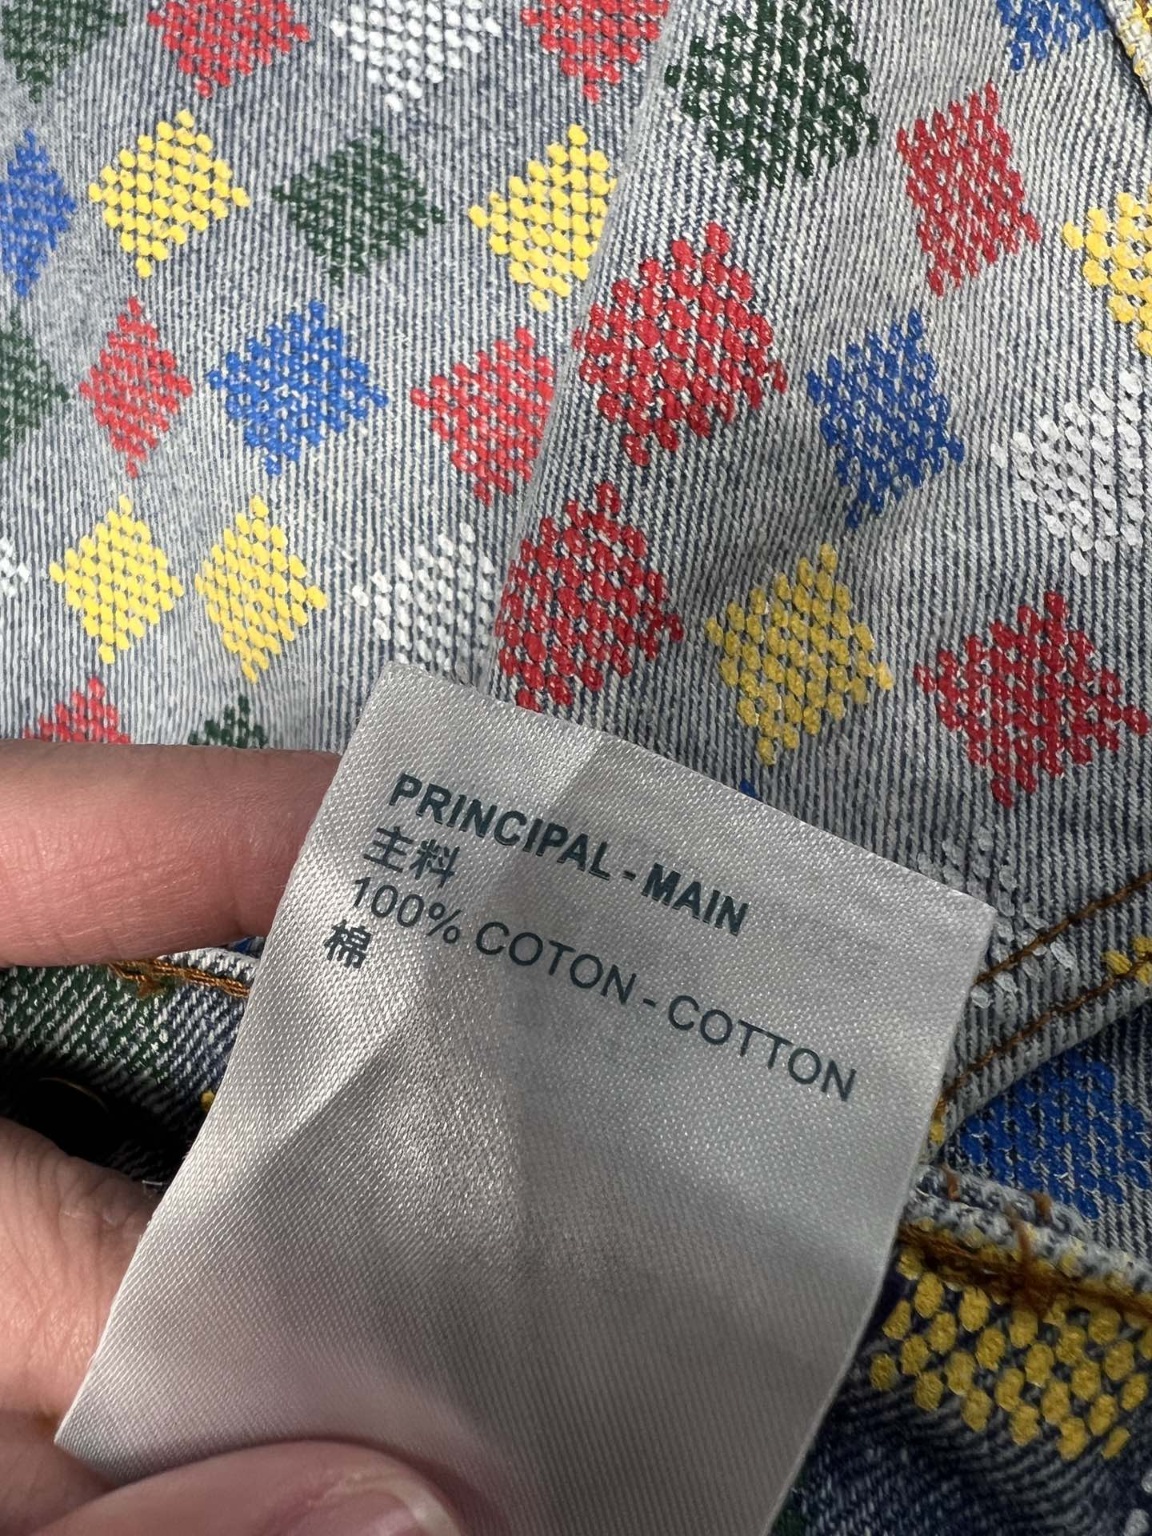 PRINCIPAL - MAIN
主料
100% COTON - COTTON
棉